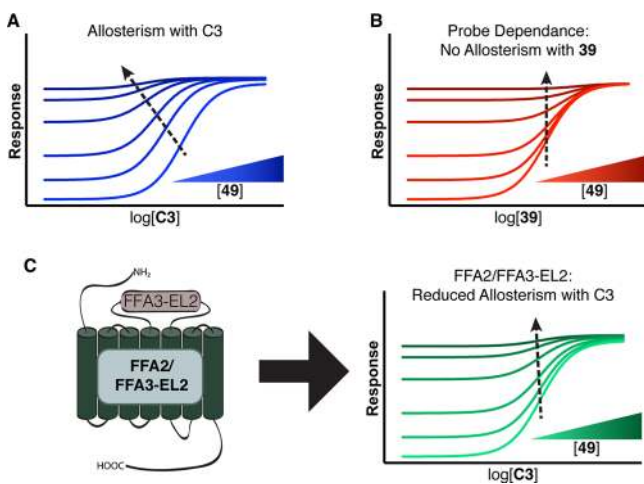 A
Allosterism with C3
Response
[49]
log[C3]
B
Probe Dependance:
No Allosterism with 39
Response
[49]
log[39]
C
NH2
FFA3-EL2
FFA2/
FFA3-EL2
HOOC
FFA2/FFA3-EL2:
Reduced Allosterism with C3
Response
[49]
log[C3]